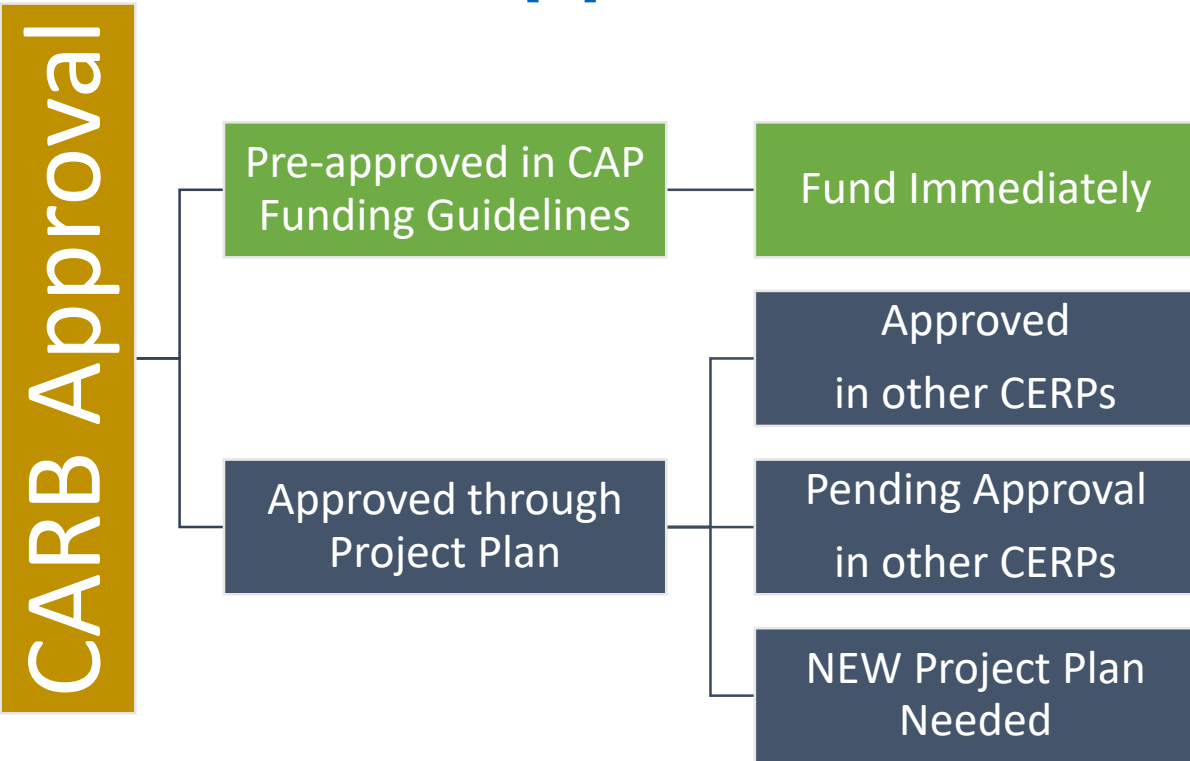 CARB Approval
Pre-approved in CAP
Funding Guidelines
Fund Immediately
Approved
in other CERPs
Approved through
Project Plan
Pending Approval
in other CERPs
NEW Project Plan
Needed